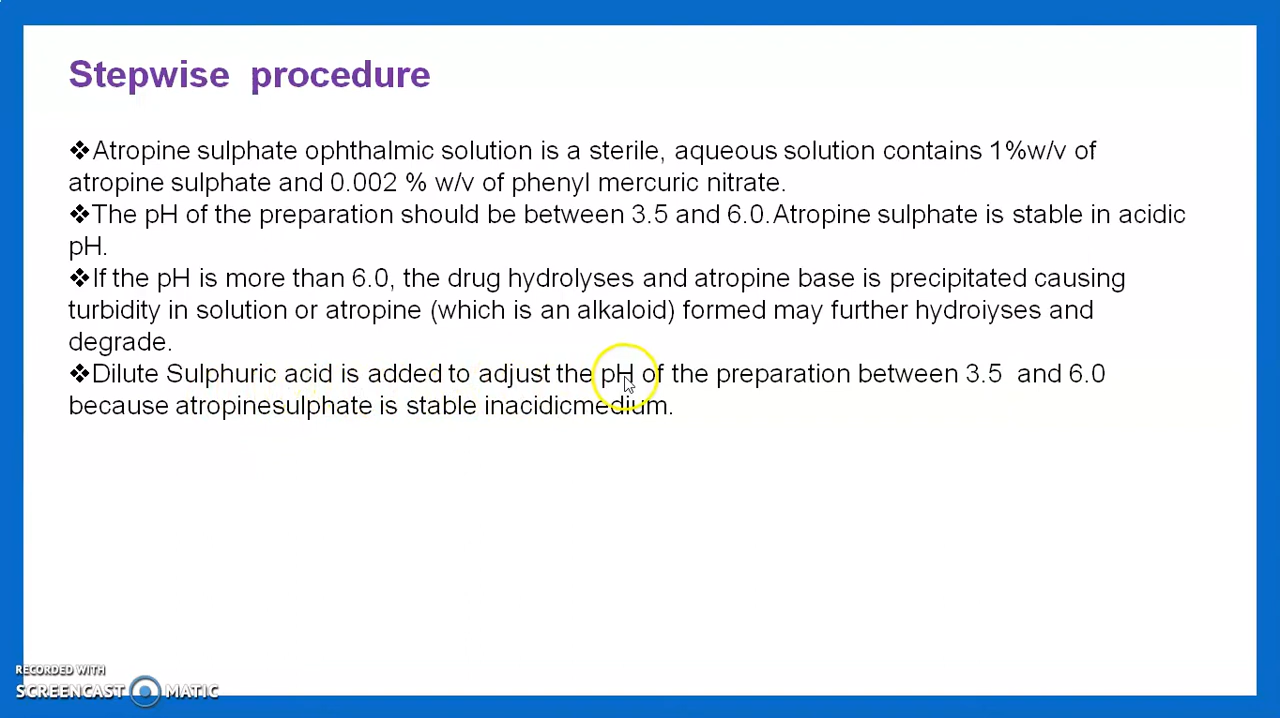 Stepwise procedure
❖Atropine sulphate ophthalmic solution is a sterile, aqueous solution contains 1%w/v of
atropine sulphate and 0.002 % w/v of phenyl mercuric nitrate.
❖The pH of the preparation should be between 3.5 and 6.0.Atropine sulphate is stable in acidic
pH.
❖If the pH is more than 6.0, the drug hydrolyses and atropine base is precipitated causing
turbidity in solution or atropine (which is an alkaloid) formed may further hydroiyses and
degrade.
❖Dilute Sulphuric acid is added to adjust the pH of the preparation between 3.5 and 6.0
because atropinesulphate is stable inacidicmedium.
RECORDED WITH
SCREENCAST MATIC